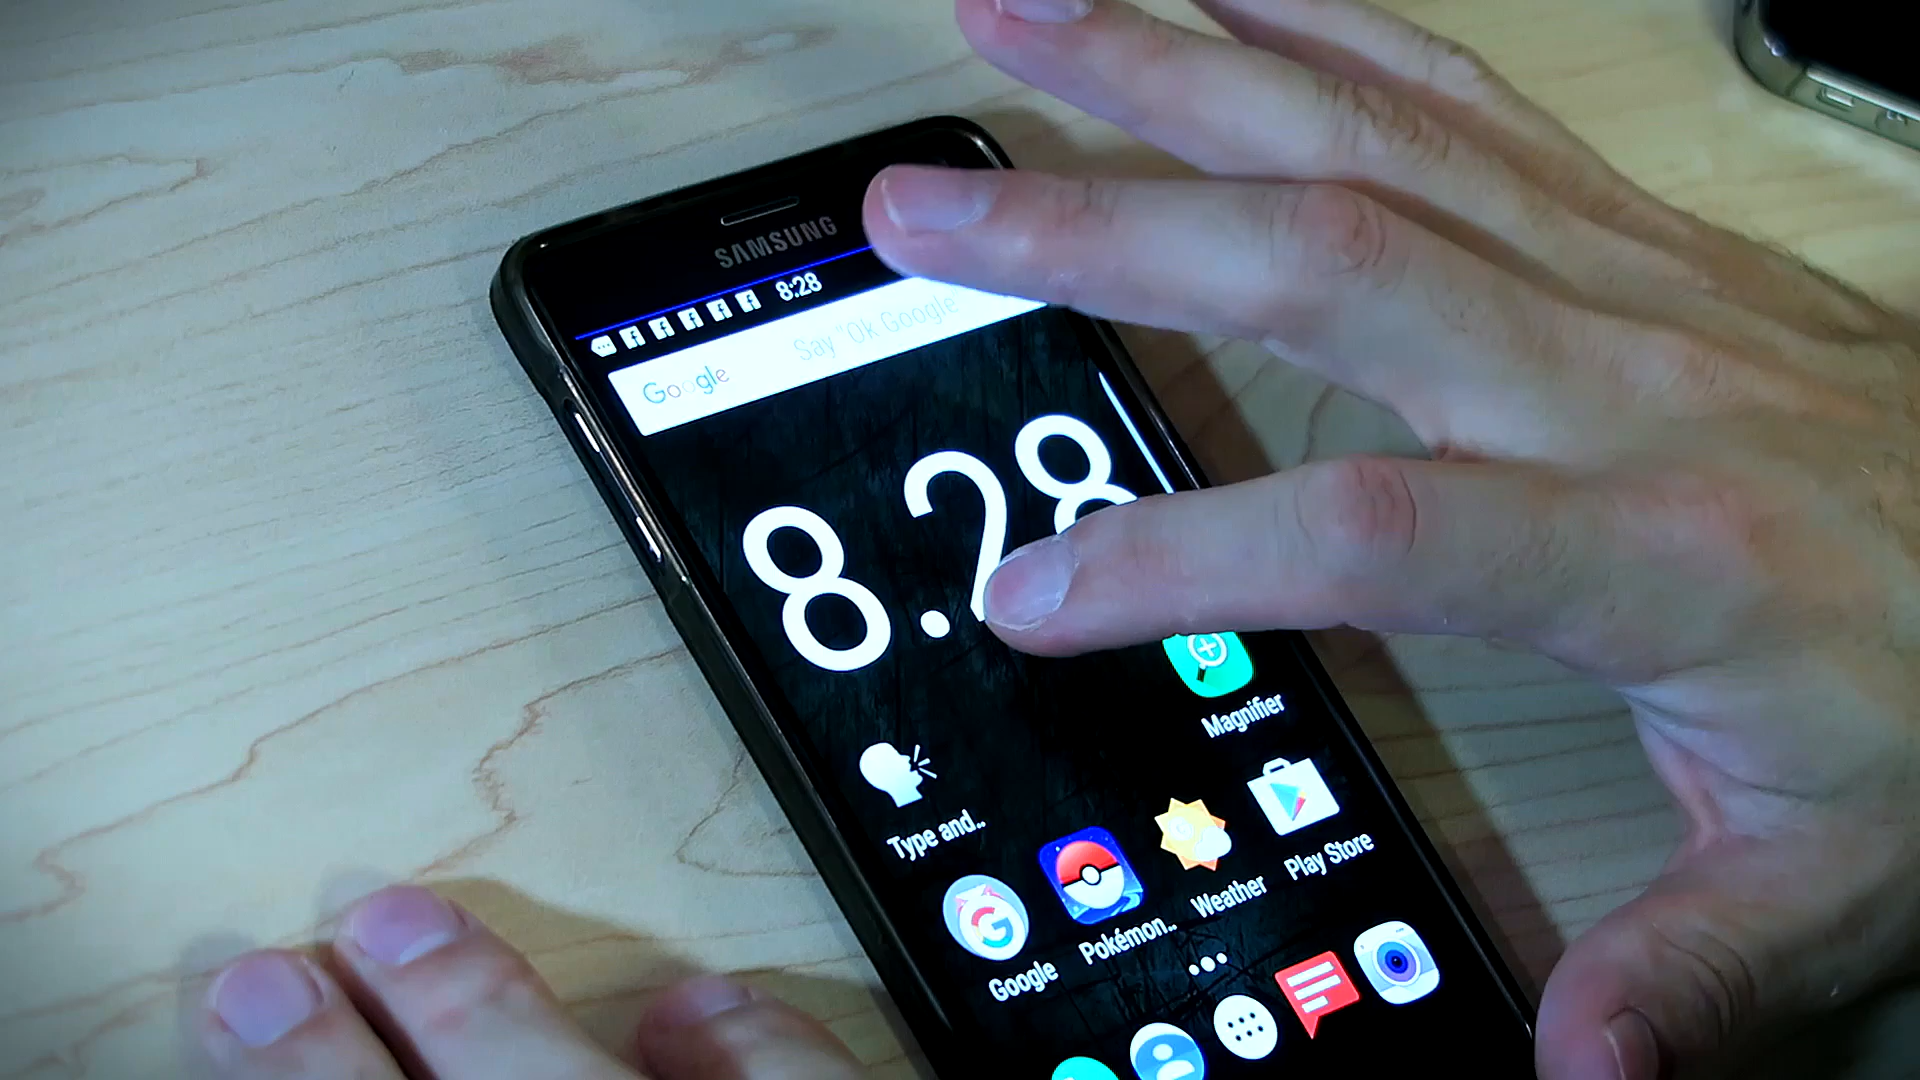 SAMSUNG
8:28
Google Say "Ok Google
8.28
Magnifier
Type and..
Google
Pokémon..
Weather
Play Store